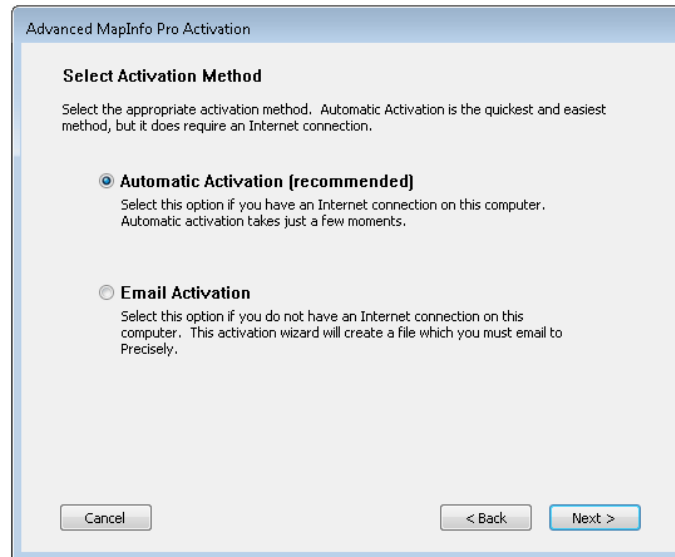 Advanced MapInfo Pro Activation
Select Activation Method
Select the appropriate activation method.  Automatic Activation is the quickest and easiest
method, but it does require an Internet connection.
Automatic Activation (recommended)
Select this option if you have an Internet connection on this computer.
Automatic activation takes just a few moments.
Email Activation
Select this option if you do not have an Internet connection on this
computer.  This activation wizard will create a file which you must email to
Precisely.
Cancel
< Back
Next >